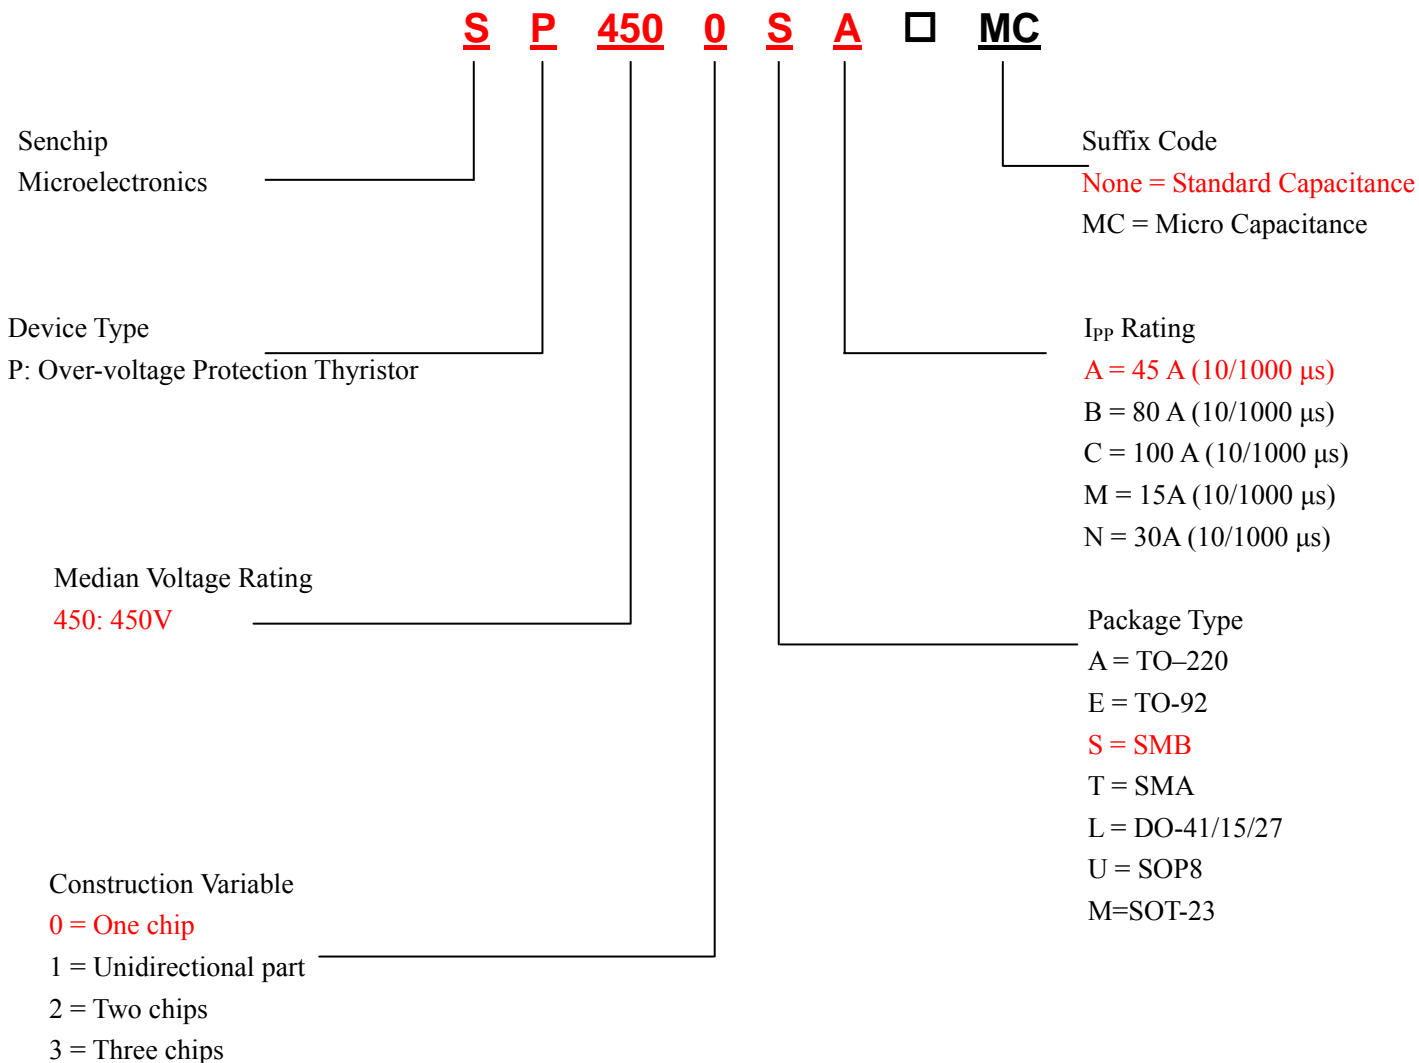 S P 450 0 S A □ MC
Senchip
Microelectronics
Suffix Code
None = Standard Capacitance
MC = Micro Capacitance
Device Type
P: Over-voltage Protection Thyristor
IPP Rating
A = 45 A (10/1000 μs)
B = 80 A (10/1000 μs)
C = 100 A (10/1000 μs)
M = 15A (10/1000 μs)
N = 30A (10/1000 μs)
Median Voltage Rating
450: 450V
Package Type
A = TO–220
E = TO-92
S = SMB
T = SMA
L = DO-41/15/27
U = SOP8
M=SOT-23
Construction Variable
0 = One chip
1 = Unidirectional part
2 = Two chips
3 = Three chips